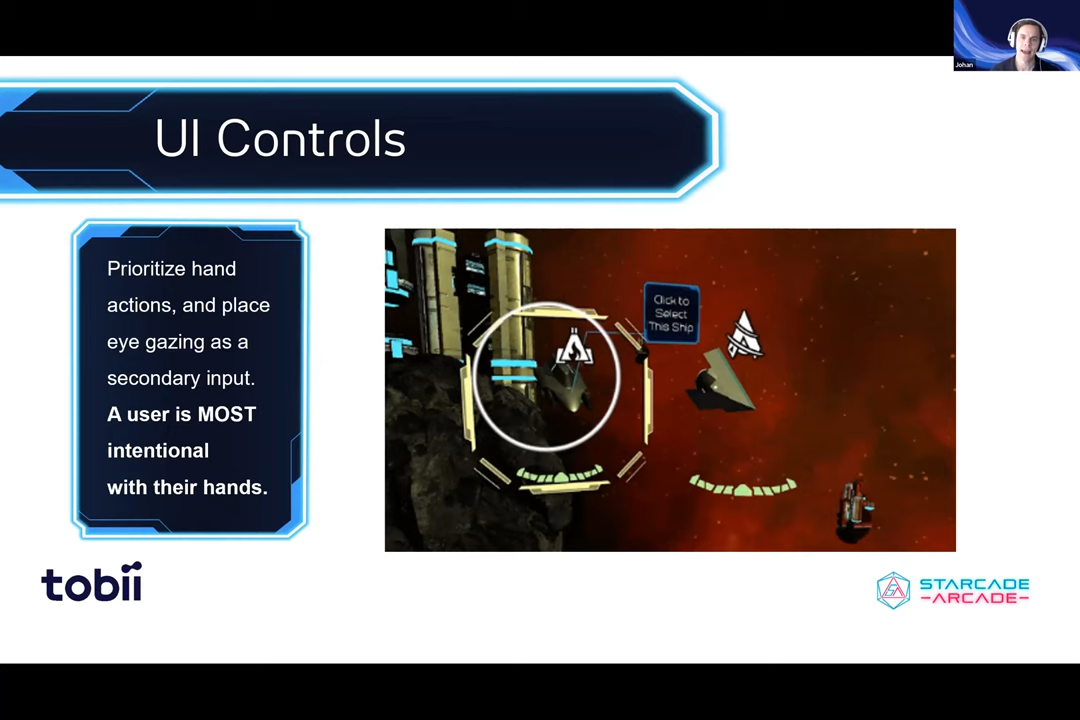 Johan
UI Controls
Prioritize hand
actions, and place
eye gazing as a
secondary input.
A user is MOST
intentional
with their hands.
Click to
Select
This Ship
tobii
STARCADE
-ARCADE-